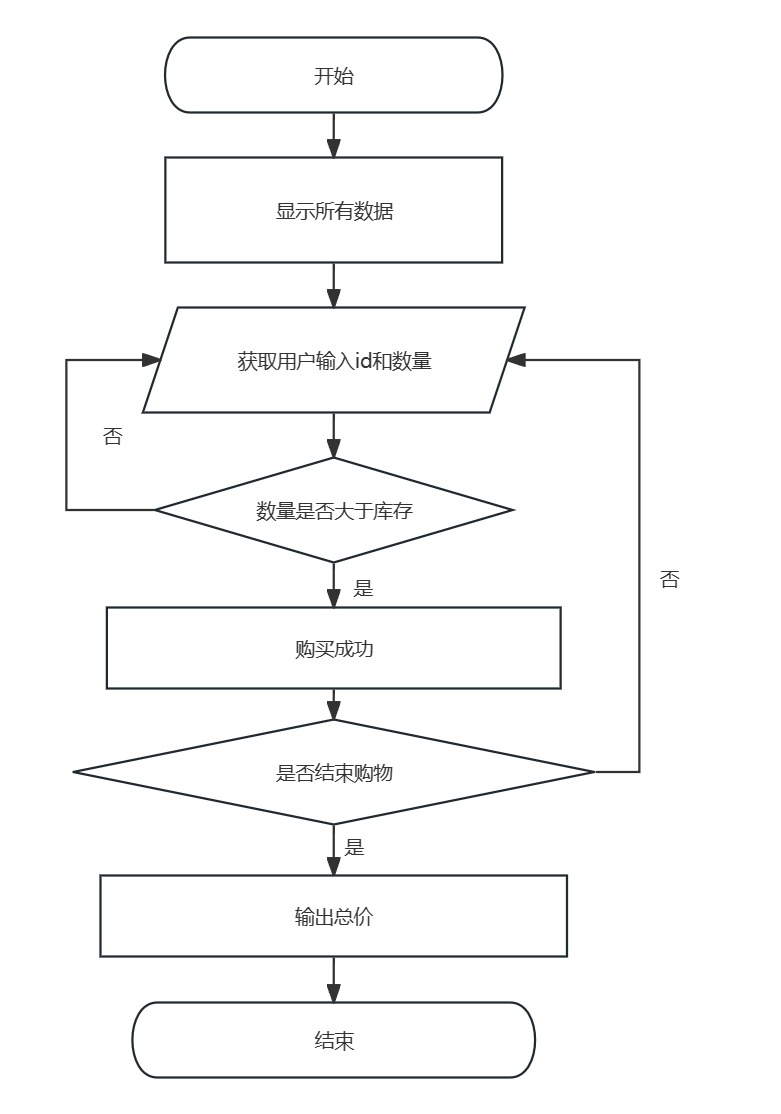 开始
显示所有数据
获取用户输入id和数量
否
数量是否大于库存
是
否
购买成功
是否结束购物
是
输出总价
结束